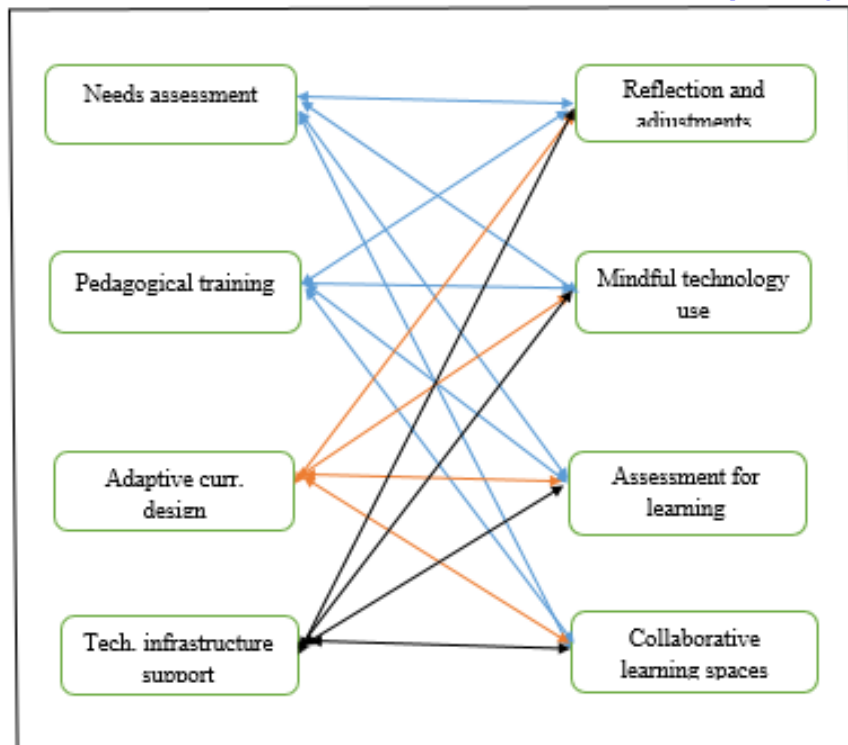 Needs assessment
Reflection and
adjustments
Pedagogical training
Mindful technology
use
Adaptive curr.
design
Assessment for
learning
Tech. infrastructure
support
Collaborative
learning spaces